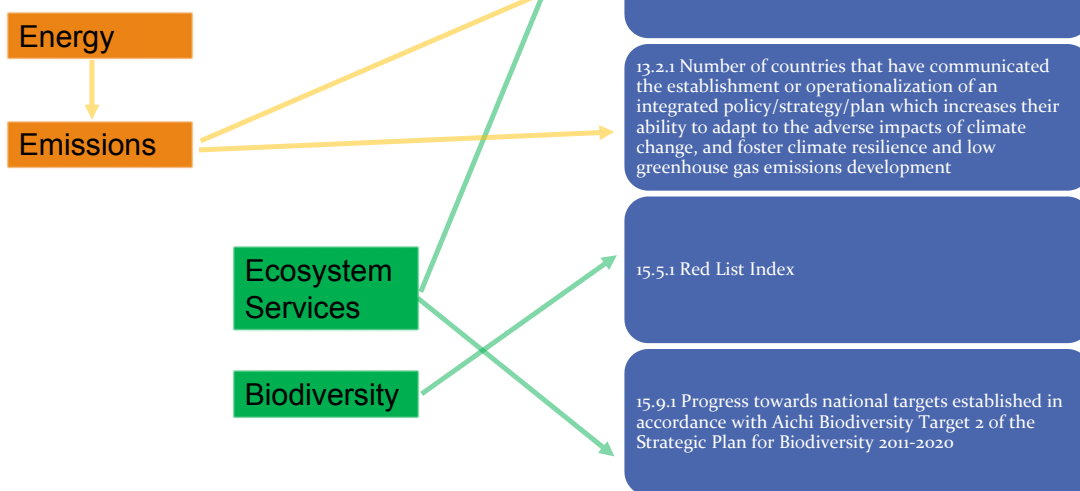 Energy
Emissions
Ecosystem
Services
Biodiversity
13.2.1 Number of countries that have communicated
the establishment or operationalization of an
integrated policy/strategy/plan which increases their
ability to adapt to the adverse impacts of climate
change, and foster climate resilience and low
greenhouse gas emissions development
15.5.1 Red List Index
15.9.1 Progress towards national targets established in
accordance with Aichi Biodiversity Target 2 of the
Strategic Plan for Biodiversity 2011-2020